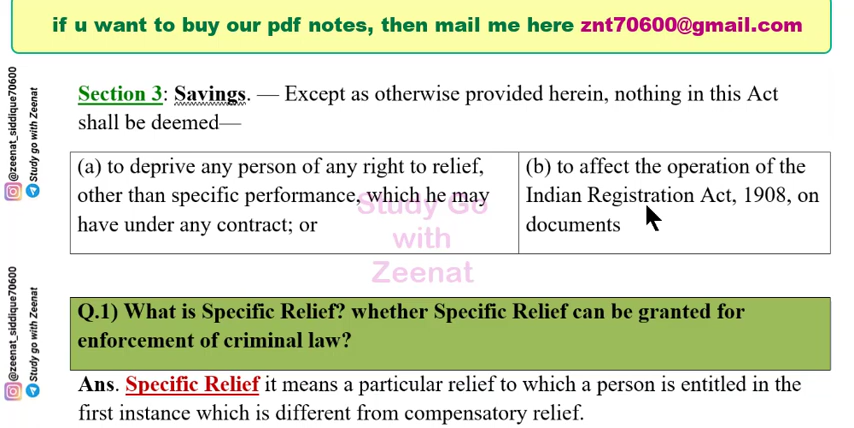 if u want to buy our pdf notes, then mail me here znt70600@gmail.com
@zeenat_siddique70600
Study go with Zeenat
Section 3: Savings. — Except as otherwise provided herein, nothing in this Act
shall be deemed—
(a) to deprive any person of any right to relief,
other than specific performance, which he may
have under any contract; or
(b) to affect the operation of the
Indian Registration Act, 1908, on
documents
Study Go
with
Zeenat
@zeenat_siddique70600
Study go with Zeenat
Q.1) What is Specific Relief? whether Specific Relief can be granted for
enforcement of criminal law?
Ans. Specific Relief it means a particular relief to which a person is entitled in the
first instance which is different from compensatory relief.